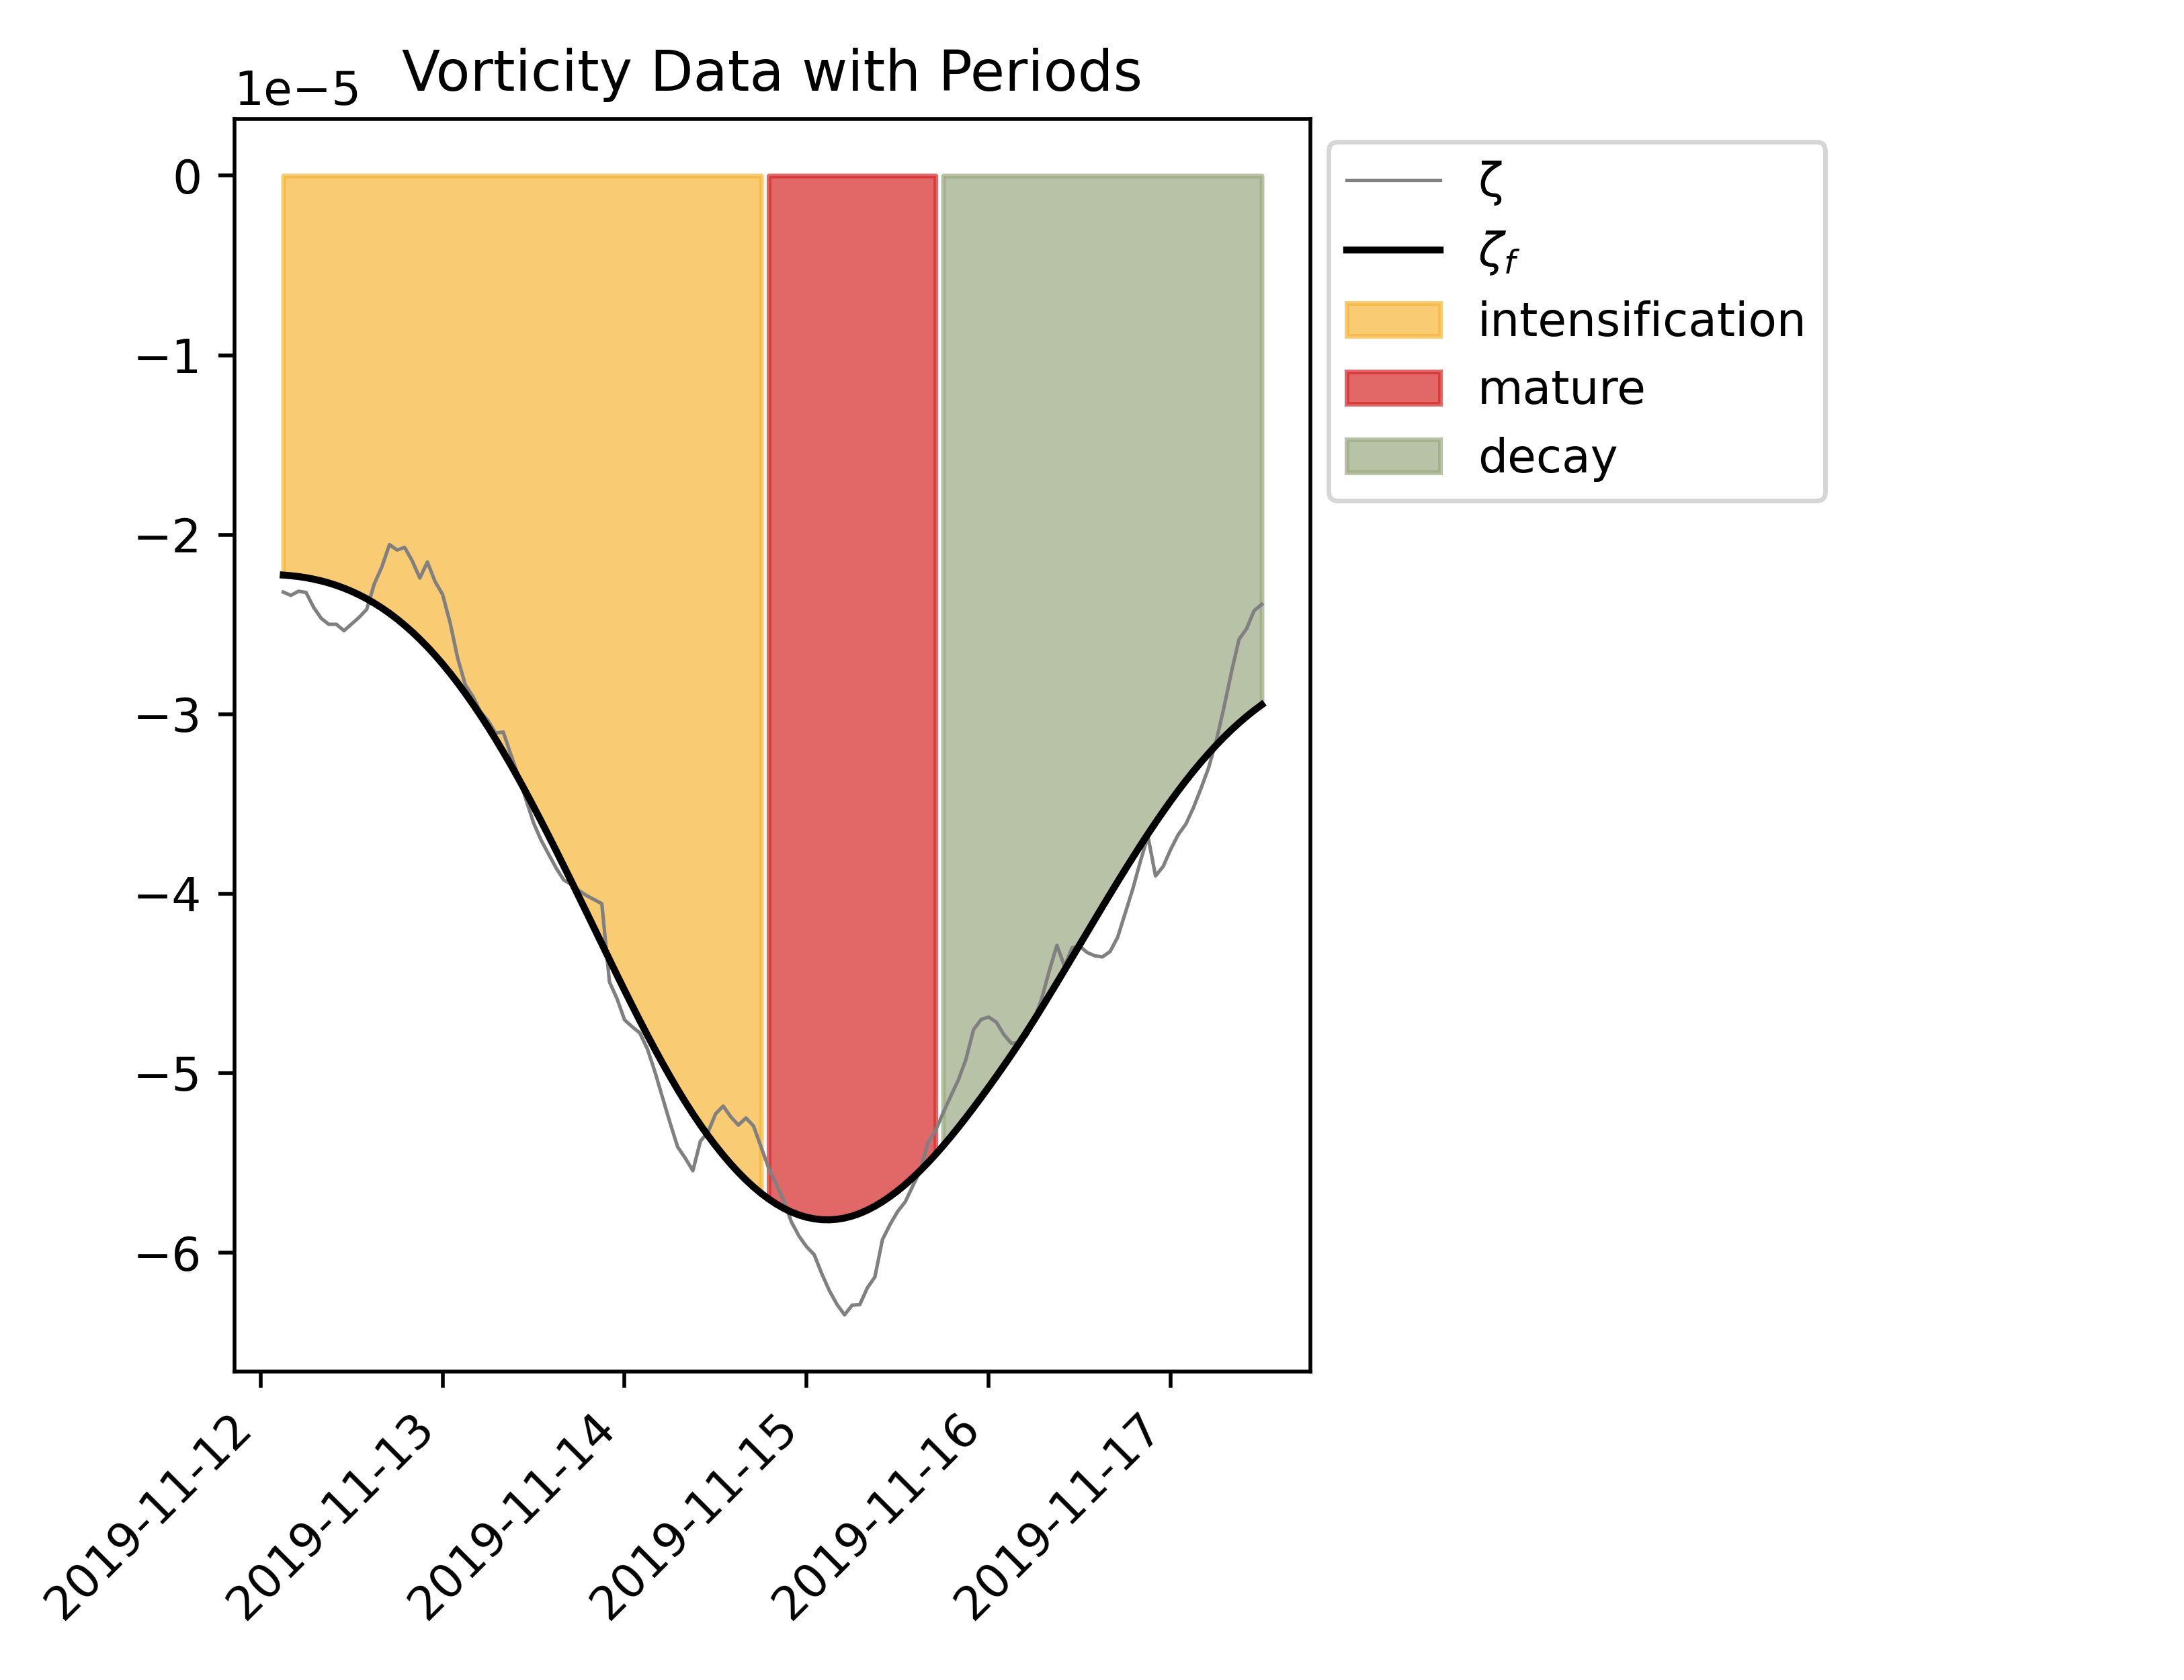 Vorticity Data with Periods
1e−5
0
−1
−2
−3
−4
−5
−6
2019-11-12
2019-11-13
2019-11-14
2019-11-15
2019-11-16
2019-11-17
ζ
ζf
intensification
mature
decay